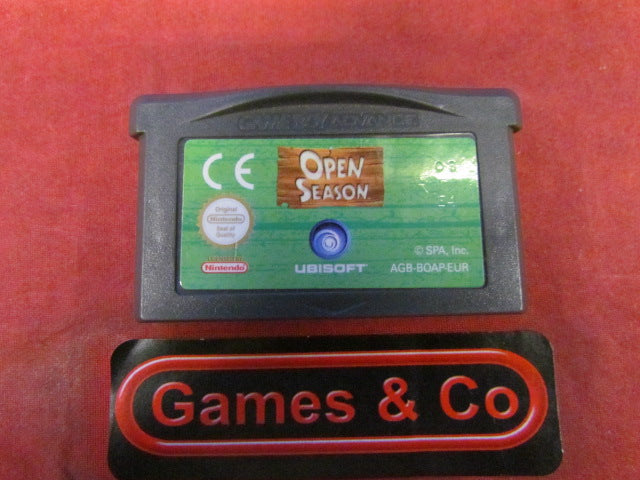 GAME BOY ADVANCE
CE
OPEN
SEASON
Original
Nintendo
Seal of
Quality
Nintendo
UBISOFT
© SPA, Inc.
AGB-BOAP-EUR
Games & Co